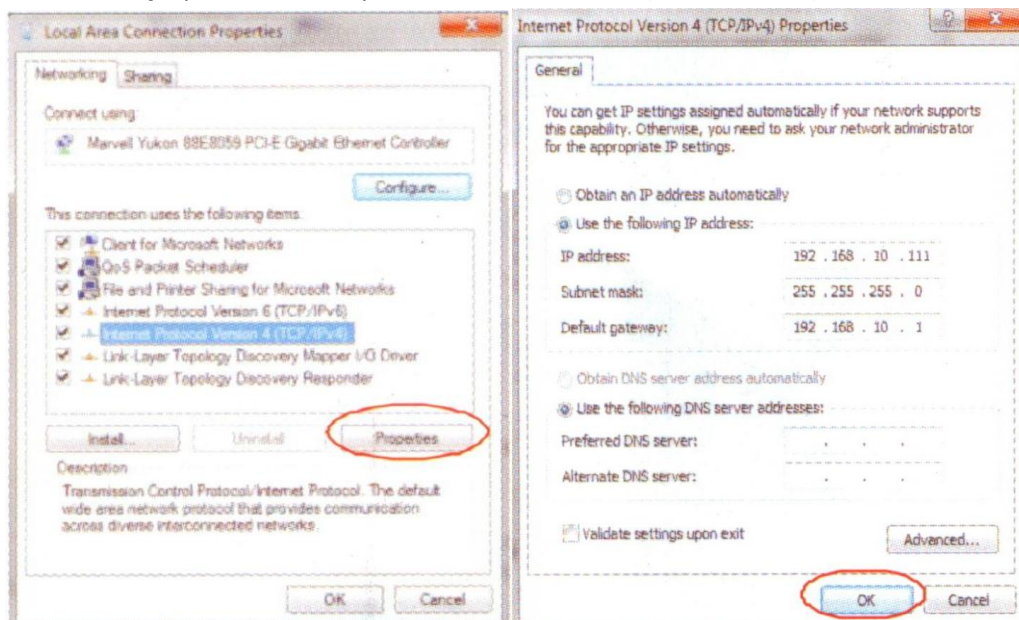 Local Area Connection Properties
Networking Sharing
Connect using:
Marvell Yukon 88E8059 PCI-E Gigabit Ethernet Controller
Configure...
This connection uses the following items:
Client for Microsoft Networks
QoS Packet Scheduler
File and Printer Sharing for Microsoft Networks
Internet Protocol Version 6 (TCP/IPv6)
Internet Protocol Version 4 (TCP/IPv4)
Link-Layer Topology Discovery Mapper I/O Driver
Link-Layer Topology Discovery Responder
Install... Uninstall Properties
Description
Transmission Control Protocol/Internet Protocol. The default
wide area network protocol that provides communication
across diverse interconnected networks.
OK Cancel
Internet Protocol Version 4 (TCP/IPv4) Properties
General
You can get IP settings assigned automatically if your network supports
this capability. Otherwise, you need to ask your network administrator
for the appropriate IP settings.
Obtain an IP address automatically
Use the following IP address:
IP address: 192 . 168 . 10 . 111
Subnet mask: 255 . 255 . 255 . 0
Default gateway: 192 . 168 . 10 . 1
Obtain DNS server address automatically
Use the following DNS server addresses:
Preferred DNS server: . . .
Alternate DNS server: . . .
Validate settings upon exit
Advanced...
OK Cancel